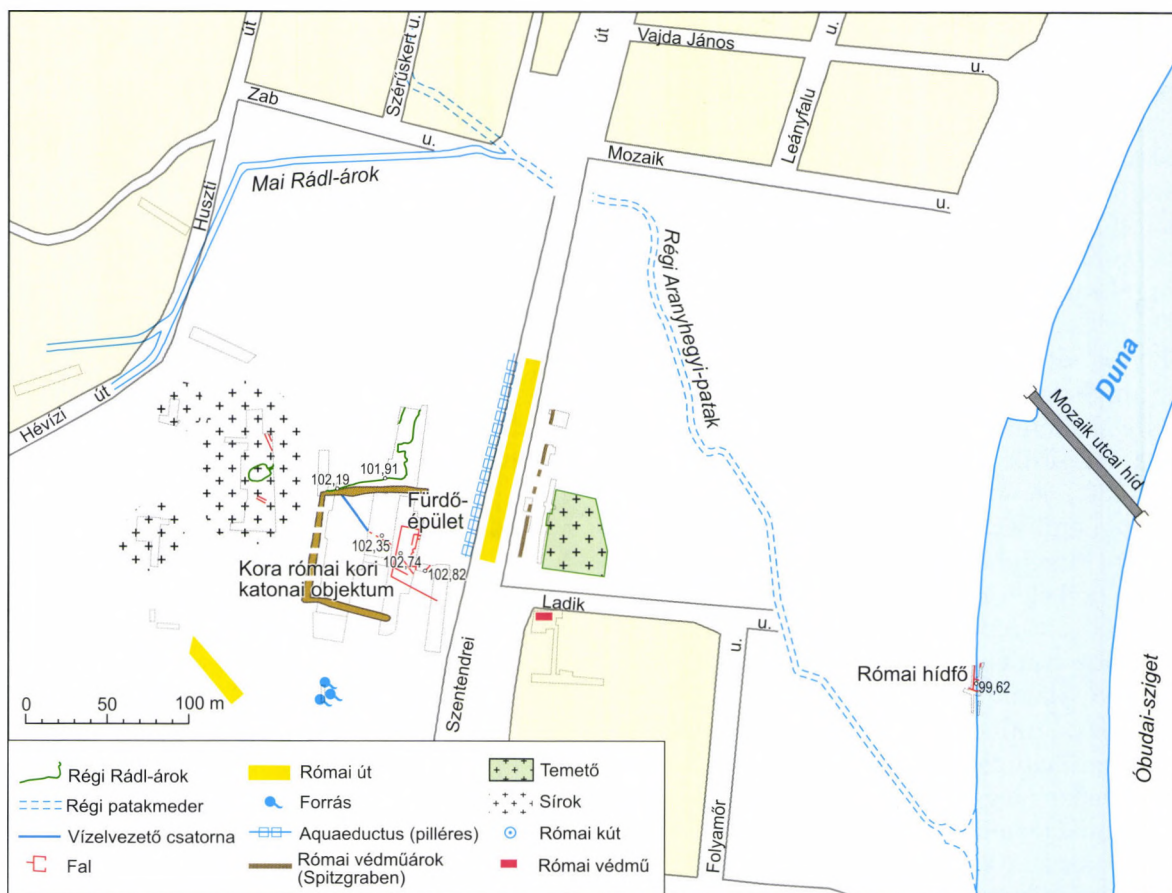 út
Szérűskert u.
út
Vajda János
u.
u.
Zab
u.
Leányfalu
Mozaik
u.
Mai Rádl-árok
Huszti
Régi Aranyhegyi-patak
Duna
Mozaik utcai híd
Hévízi út
102,19
101,91
Fürdő-
épület
102,35
102,74
102,82
Kora római kori
katonai objektum
Ladik
u.
Szentendrei
Római hídfő
99,62
Óbudai-sziget
Folyamőr
0 50 100 m
Régi Rádl-árok
Régi patakmeder
Vízelvezető csatorna
Fal
Római út
Forrás
Aquaeductus (pilléres)
Római védműárok
(Spitzgraben)
Temető
Sírok
Római kút
Római védmű